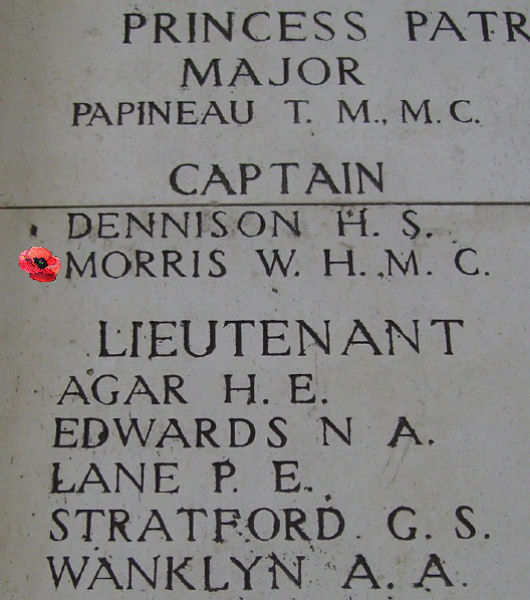 PRINCESS PATR
MAJOR
PAPINEAU T. M., M. C.
CAPTAIN
DENNISON H. S.
MORRIS W. H., M. C.
LIEUTENANT
AGAR H. E.
EDWARDS N A.
LANE P. E.
STRATFORD G. S.
WANKLYN A. A.